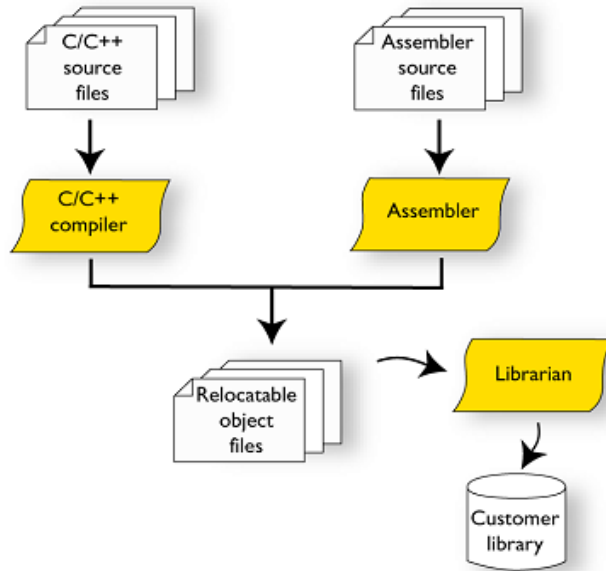 C/C++
source
files
Assembler
source
files
C/C++
compiler
Assembler
Relocatable
object
files
Librarian
Customer
library